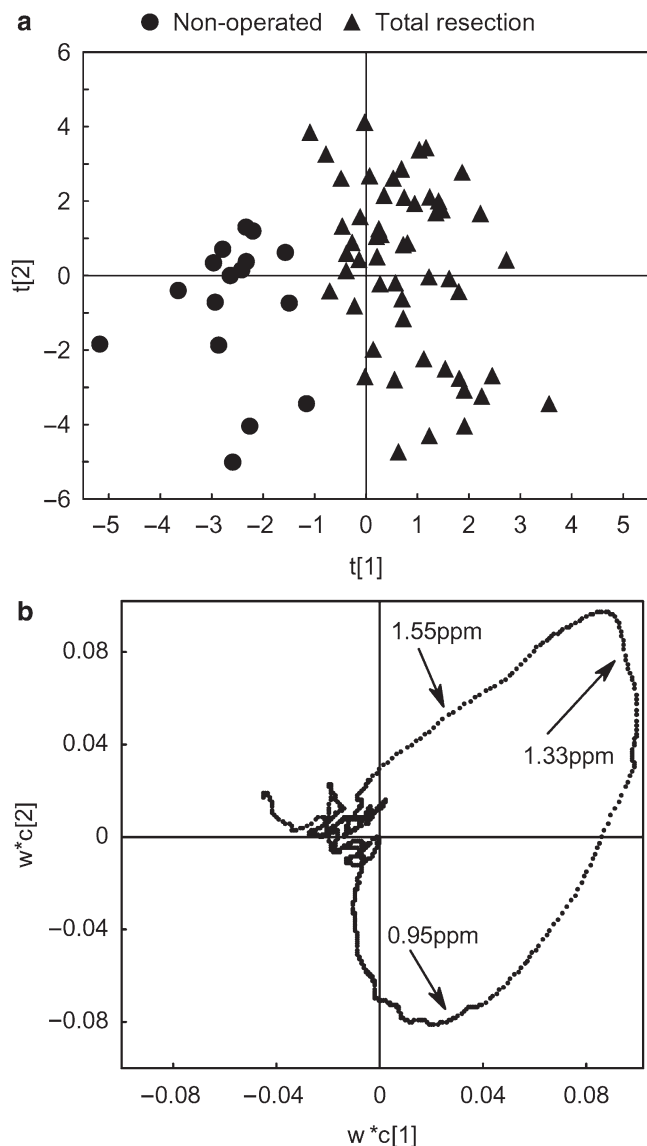 a
Non-operated
Total resection
6
4
2
0
−2
−4
−6
t[2]
−5 −4 −3 −2 −1 0 1 2 3 4 5
t[1]
b
0.08
0.04
0
−0.04
−0.08
w*c[2]
1.55ppm
1.33ppm
0.95ppm
−0.08 −0.04 0 0.04 0.08
w*c[1]